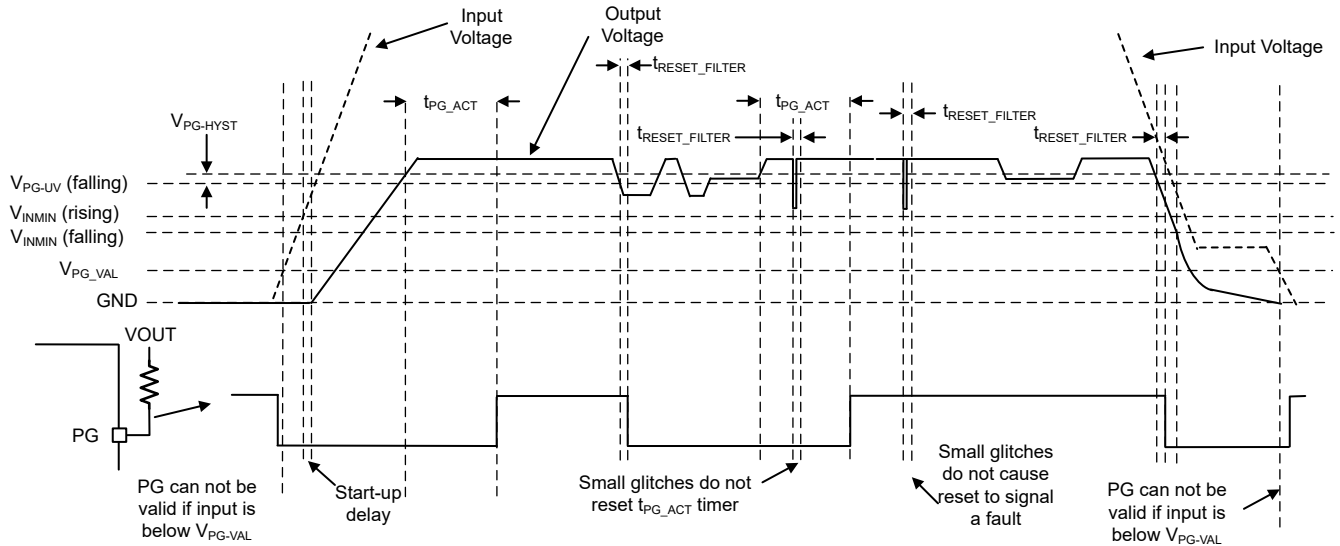 Input
Voltage
Output
Voltage
Input Voltage
tRESET_FILTER
tPG_ACT
tPG_ACT
tRESET_FILTER
VPG-HYST
tRESET_FILTER
tRESET_FILTER
VPG-UV (falling)
VINMIN (rising)
VINMIN (falling)
VPG_VAL
GND
VOUT
PG
PG can not be
valid if input is
below VPG-VAL
Start-up
delay
Small glitches do not
reset tPG_ACT timer
Small glitches
do not cause
reset to signal
a fault
PG can not be
valid if input is
below VPG-VAL